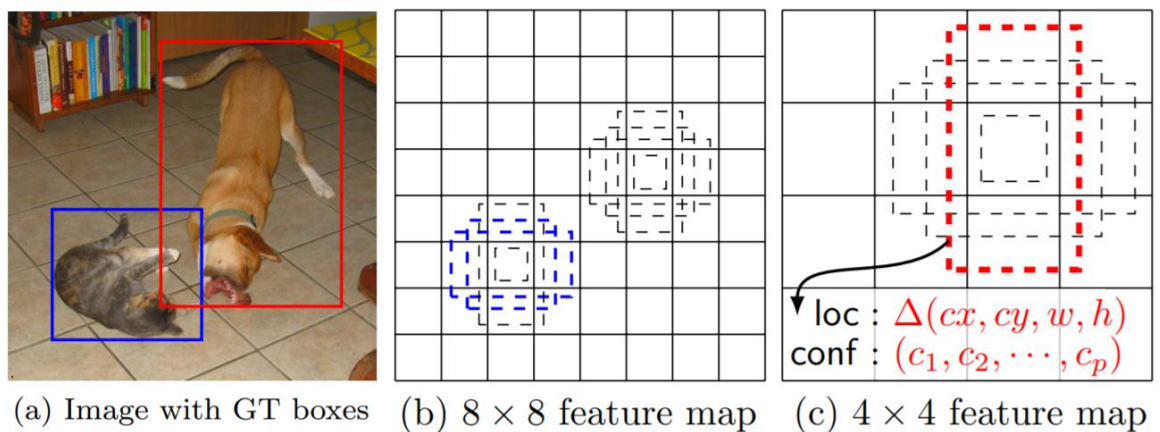 loc : Δ(cx, cy, w, h)
conf : (c₁, c₂, ⋯, cₚ)
(a) Image with GT boxes
(b) 8 × 8 feature map
(c) 4 × 4 feature map